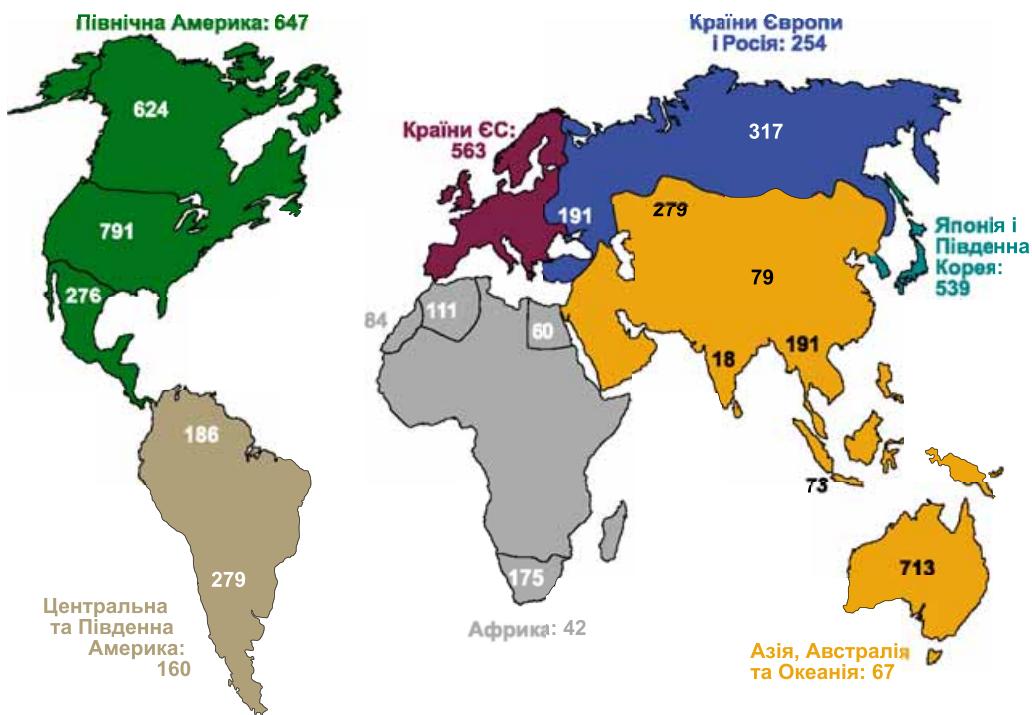 Північна Америка: 647
Країни Європи
і Росія: 254
624
Країни ЄС:
563
317
791
279
191
Японія і
Південна
Корея:
539
276
79
84
111
60
18
191
186
73
713
279
175
Центральна
та Південна
Америка:
160
Африка: 42
Азія, Австралія
та Океанія: 67